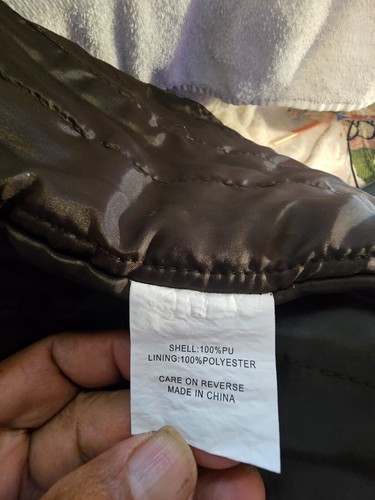 SHELL:100%PU
LINING:100%POLYESTER
CARE ON REVERSE
MADE IN CHINA